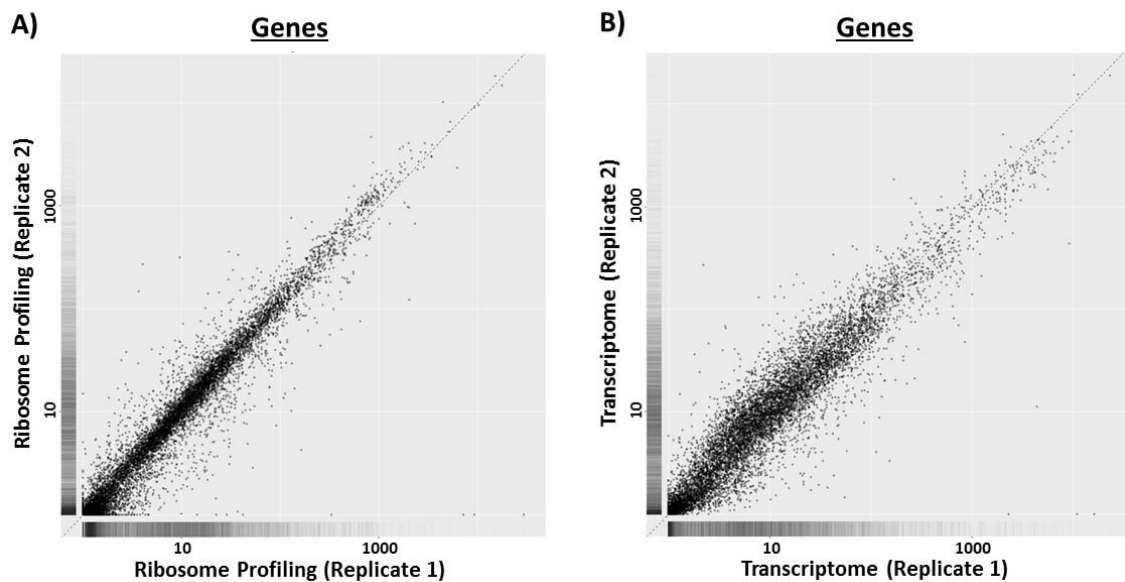 A)
Genes
Ribosome Profiling (Replicate 2)
1000
10
10
1000
Ribosome Profiling (Replicate 1)
B)
Genes
Transcriptome (Replicate 2)
1000
10
10
1000
Transcriptome (Replicate 1)